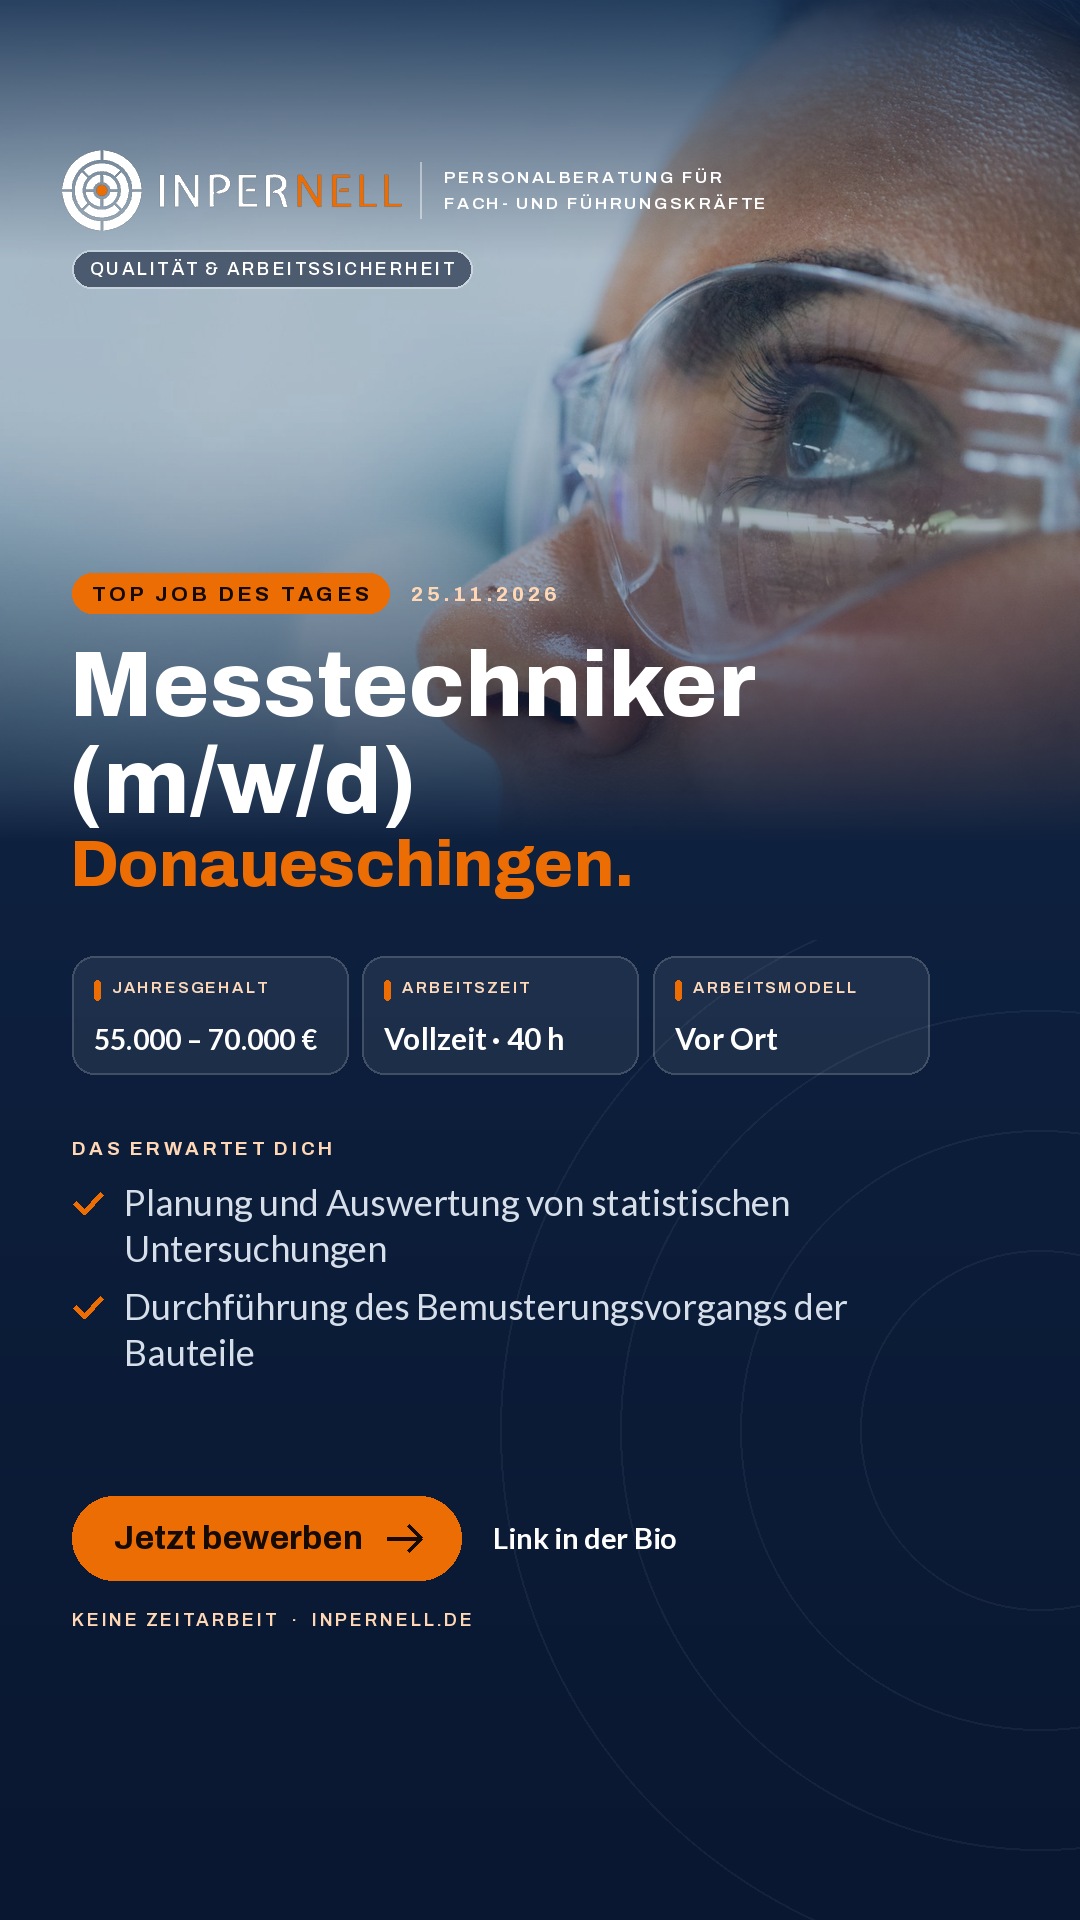 INPERNELL
PERSONALBERATUNG FÜR
FACH- UND FÜHRUNGSKRÄFTE
QUALITÄT & ARBEITSSICHERHEIT
TOP JOB DES TAGES 25.11.2026
Messtechniker
(m/w/d)
Donaueschingen.
JAHRESGEHALT
55.000 – 70.000 €
ARBEITSZEIT
Vollzeit · 40 h
ARBEITSMODELL
Vor Ort
DAS ERWARTET DICH
Planung und Auswertung von statistischen
Untersuchungen
Durchführung des Bemusterungsvorgangs der
Bauteile
Jetzt bewerben → Link in der Bio
KEINE ZEITARBEIT · INPERNELL.DE